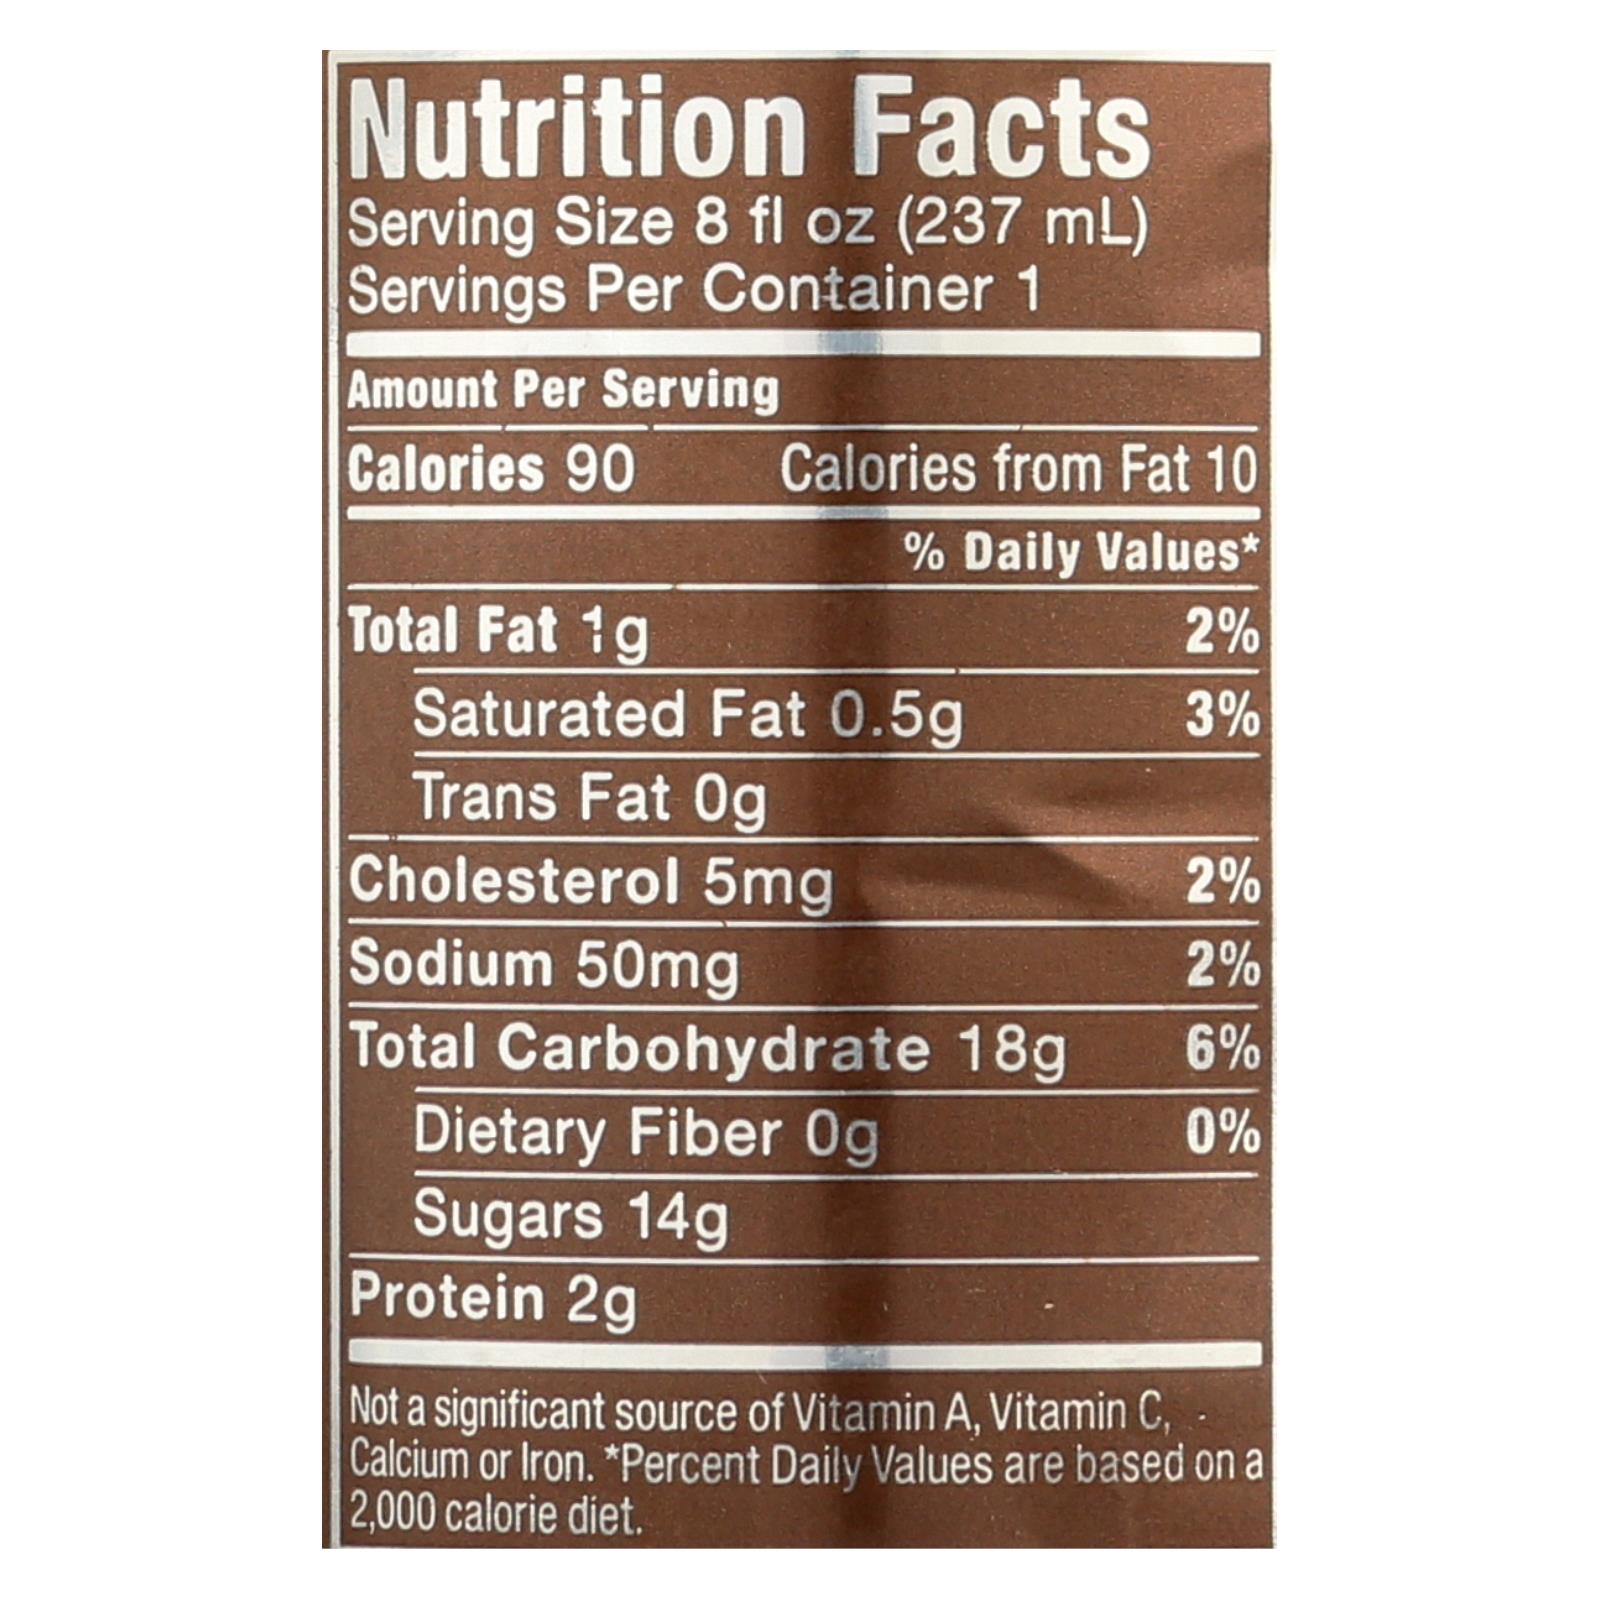 Nutrition Facts
Serving Size 8 fl oz (237 mL)
Servings Per Container 1
Amount Per Serving
Calories 90 Calories from Fat 10
% Daily Values*
Total Fat 1g 2%
Saturated Fat 0.5g 3%
Trans Fat 0g
Cholesterol 5mg 2%
Sodium 50mg 2%
Total Carbohydrate 18g 6%
Dietary Fiber 0g 0%
Sugars 14g
Protein 2g
Not a significant source of Vitamin A, Vitamin C,
Calcium or Iron. *Percent Daily Values are based on a
2,000 calorie diet.